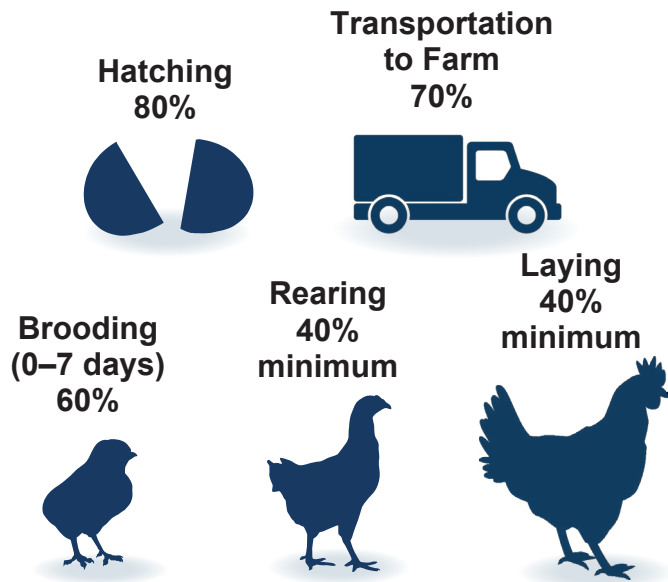 Hatching
80%
Transportation
to Farm
70%
Brooding
(0–7 days)
60%
Rearing
40%
minimum
Laying
40%
minimum